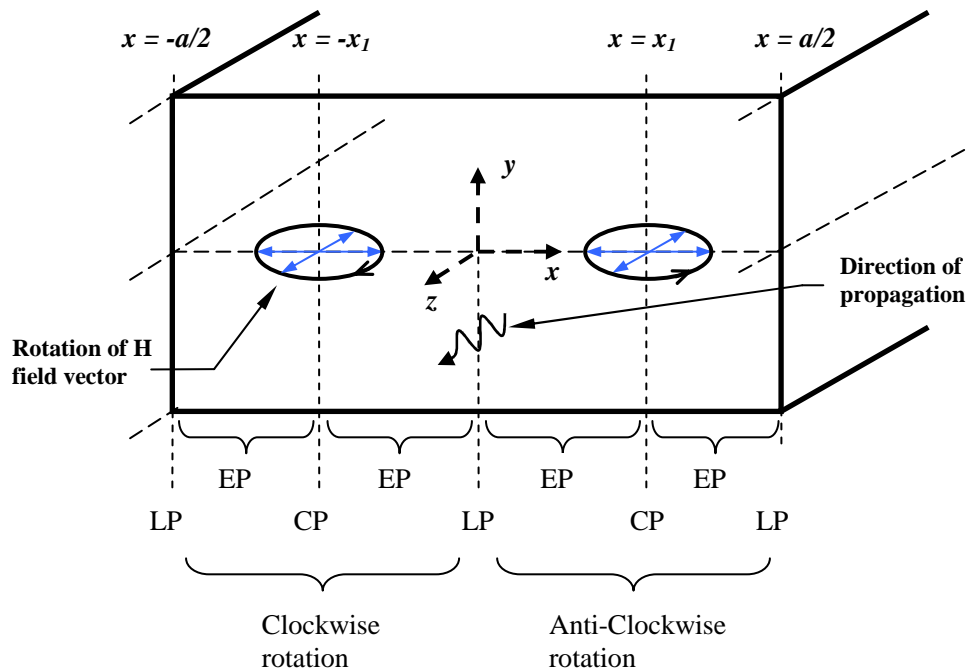 x = -a/2
x = -x1
x = x1
x = a/2
y
x
z
Direction of
propagation
Rotation of H
field vector
EP
EP
EP
EP
LP
CP
LP
CP
LP
Clockwise
rotation
Anti-Clockwise
rotation